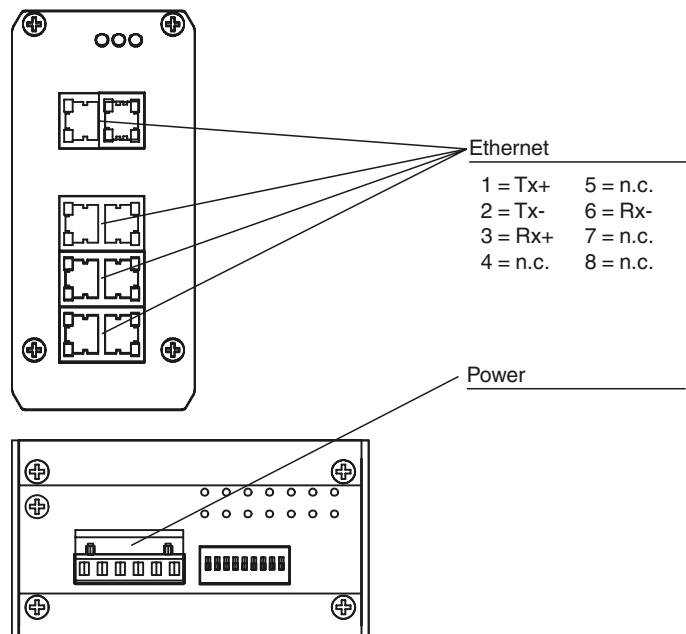 Ethernet
1 = Tx+ 5 = n.c.
2 = Tx- 6 = Rx-
3 = Rx+ 7 = n.c.
4 = n.c. 8 = n.c.
Power